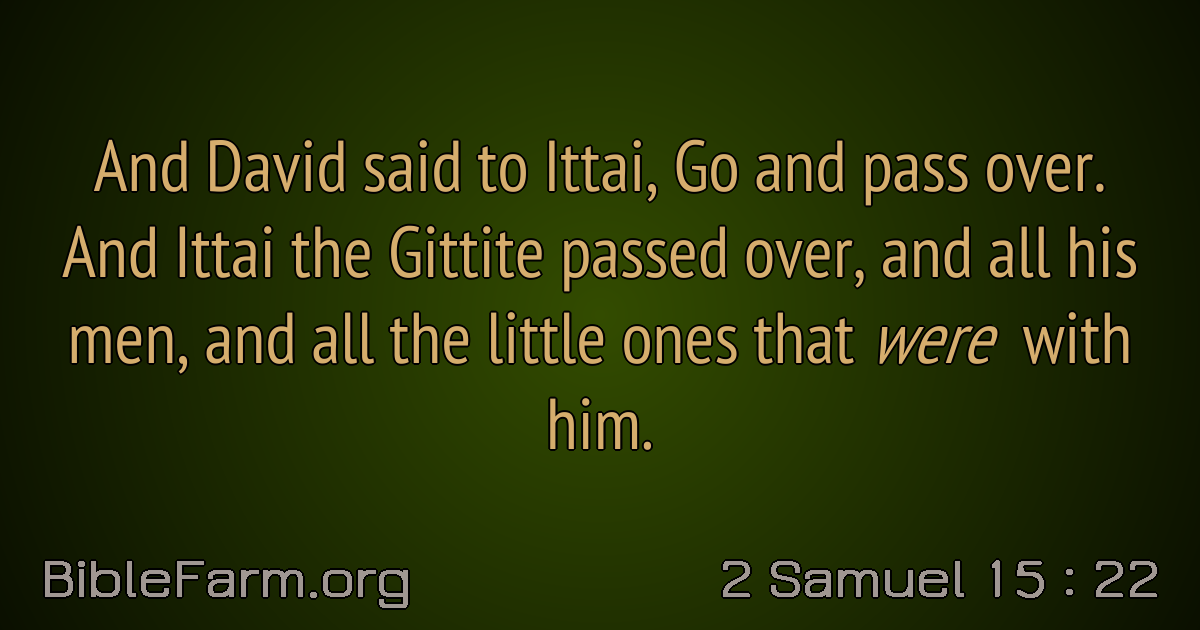 And David said to Ittai, Go and pass over.
And Ittai the Gittite passed over, and all his
men, and all the little ones that were with
him.
BibleFarm.org
2 Samuel 15 : 22